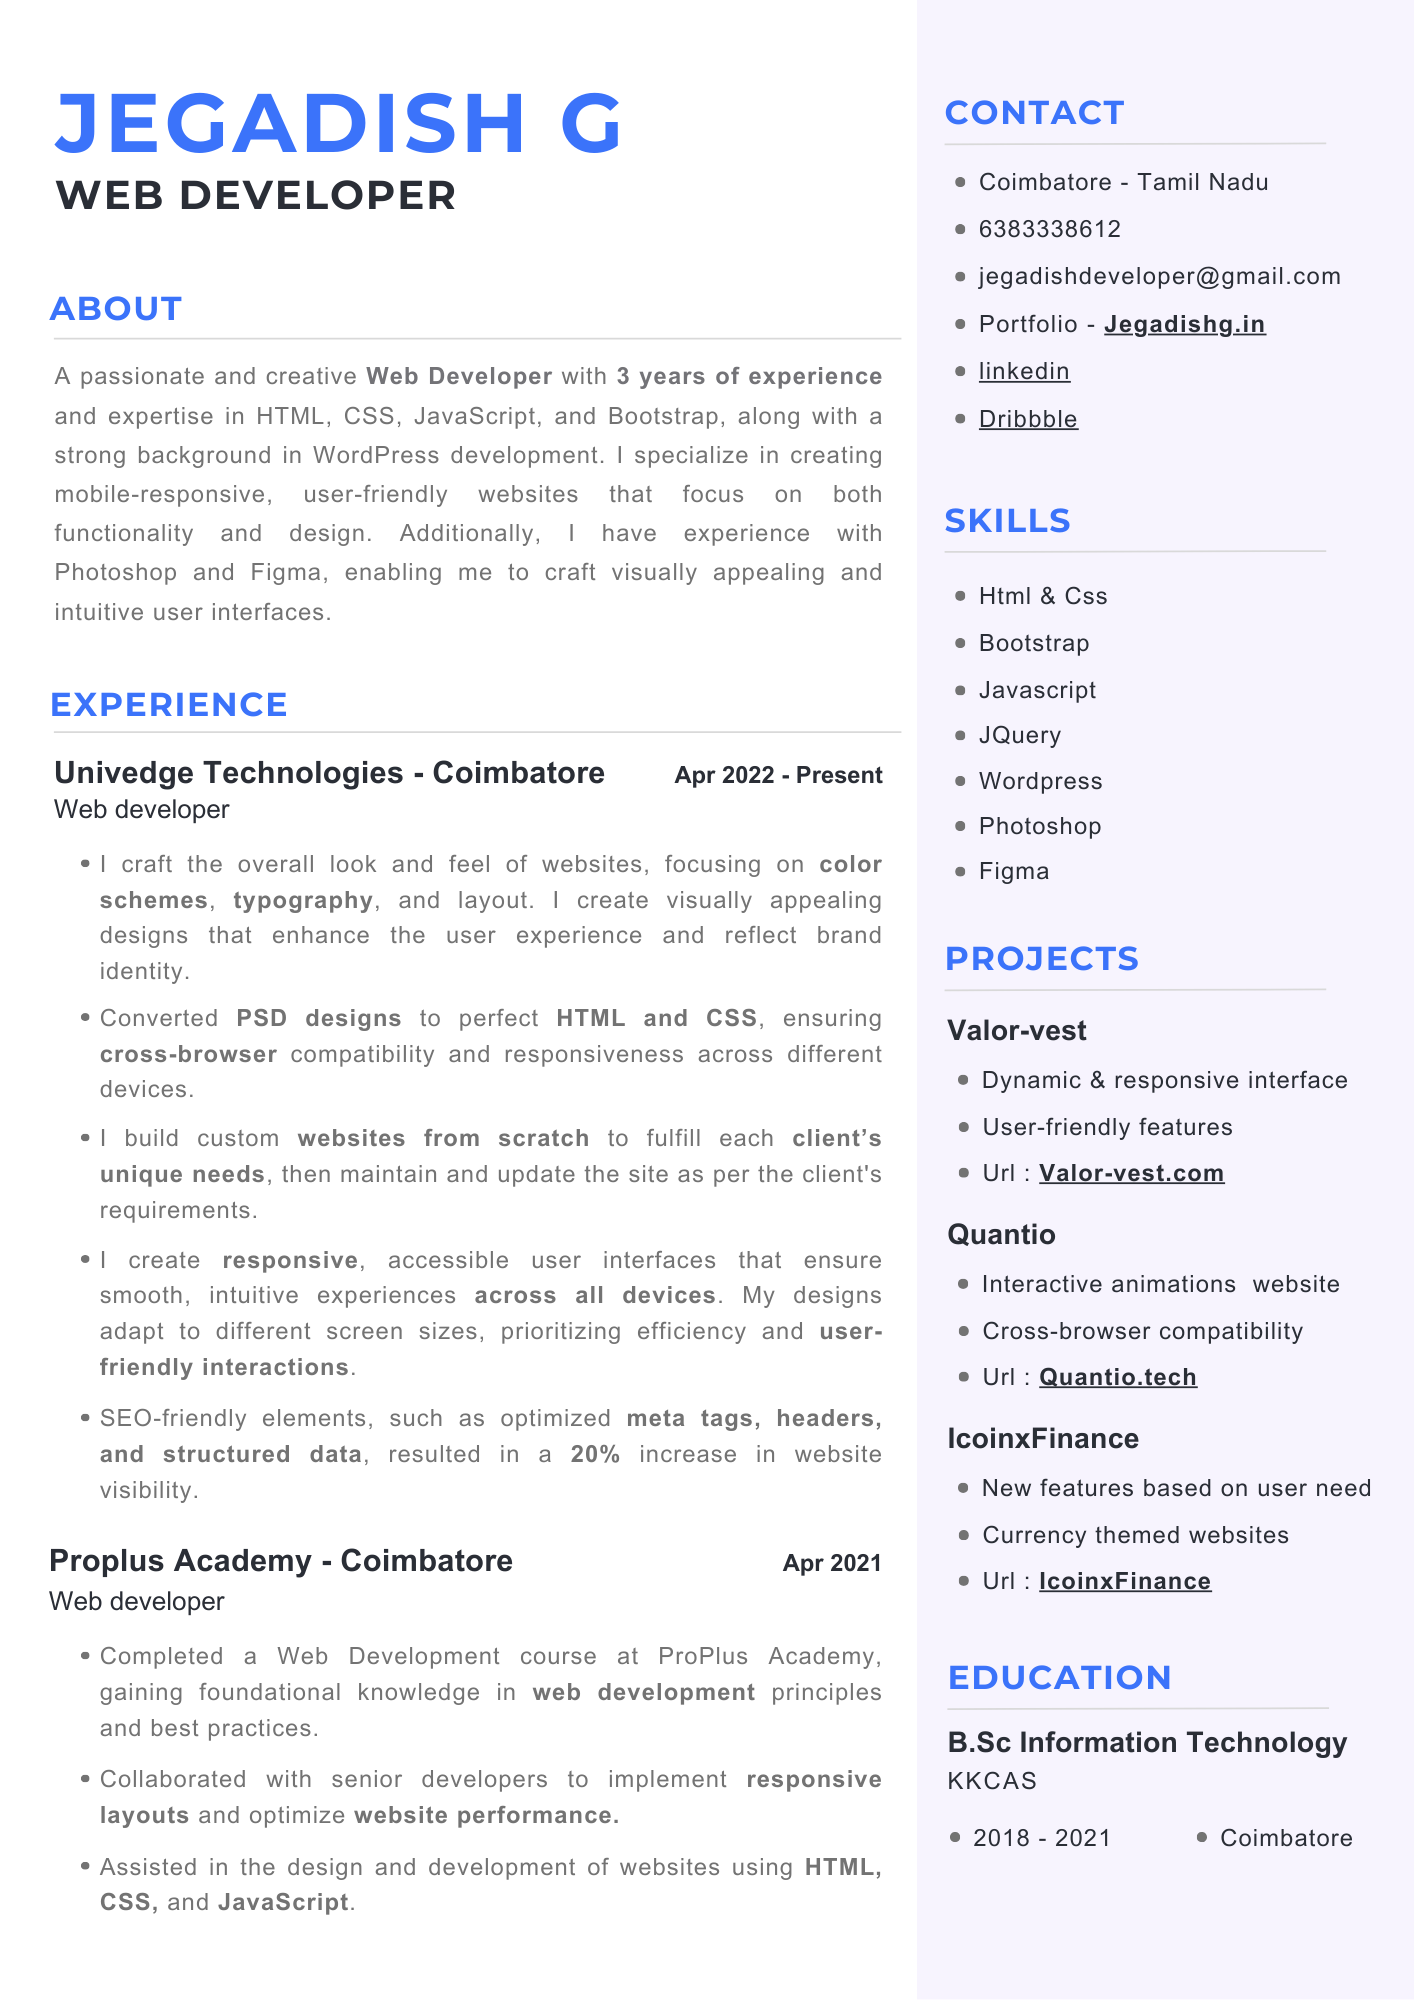 JEGADISH G
WEB DEVELOPER
ABOUT
A passionate and creative Web Developer with 3 years of experience
and expertise in HTML, CSS, JavaScript, and Bootstrap, along with a
strong background in WordPress development. I specialize in creating
mobile-responsive, user-friendly websites that focus on both
functionality and design. Additionally, I have experience with
Photoshop and Figma, enabling me to craft visually appealing and
intuitive user interfaces.
EXPERIENCE
Univedge Technologies - Coimbatore Apr 2022 - Present
Web developer
• I craft the overall look and feel of websites, focusing on color
schemes, typography, and layout. I create visually appealing
designs that enhance the user experience and reflect brand
identity.
• Converted PSD designs to perfect HTML and CSS, ensuring
cross-browser compatibility and responsiveness across different
devices.
• I build custom websites from scratch to fulfill each client’s
unique needs, then maintain and update the site as per the client's
requirements.
• I create responsive, accessible user interfaces that ensure
smooth, intuitive experiences across all devices. My designs
adapt to different screen sizes, prioritizing efficiency and user-
friendly interactions.
• SEO-friendly elements, such as optimized meta tags, headers,
and structured data, resulted in a 20% increase in website
visibility.
Proplus Academy - Coimbatore Apr 2021
Web developer
• Completed a Web Development course at ProPlus Academy,
gaining foundational knowledge in web development principles
and best practices.
• Collaborated with senior developers to implement responsive
layouts and optimize website performance.
• Assisted in the design and development of websites using HTML,
CSS, and JavaScript.
CONTACT
• Coimbatore - Tamil Nadu
• 6383338612
• jegadishdeveloper@gmail.com
• Portfolio - Jegadishg.in
• linkedin
• Dribbble
SKILLS
• Html & Css
• Bootstrap
• Javascript
• JQuery
• Wordpress
• Photoshop
• Figma
PROJECTS
Valor-vest
• Dynamic & responsive interface
• User-friendly features
• Url : Valor-vest.com
Quantio
• Interactive animations website
• Cross-browser compatibility
• Url : Quantio.tech
IcoinxFinance
• New features based on user need
• Currency themed websites
• Url : IcoinxFinance
EDUCATION
B.Sc Information Technology
KKCAS
• 2018 - 2021 • Coimbatore